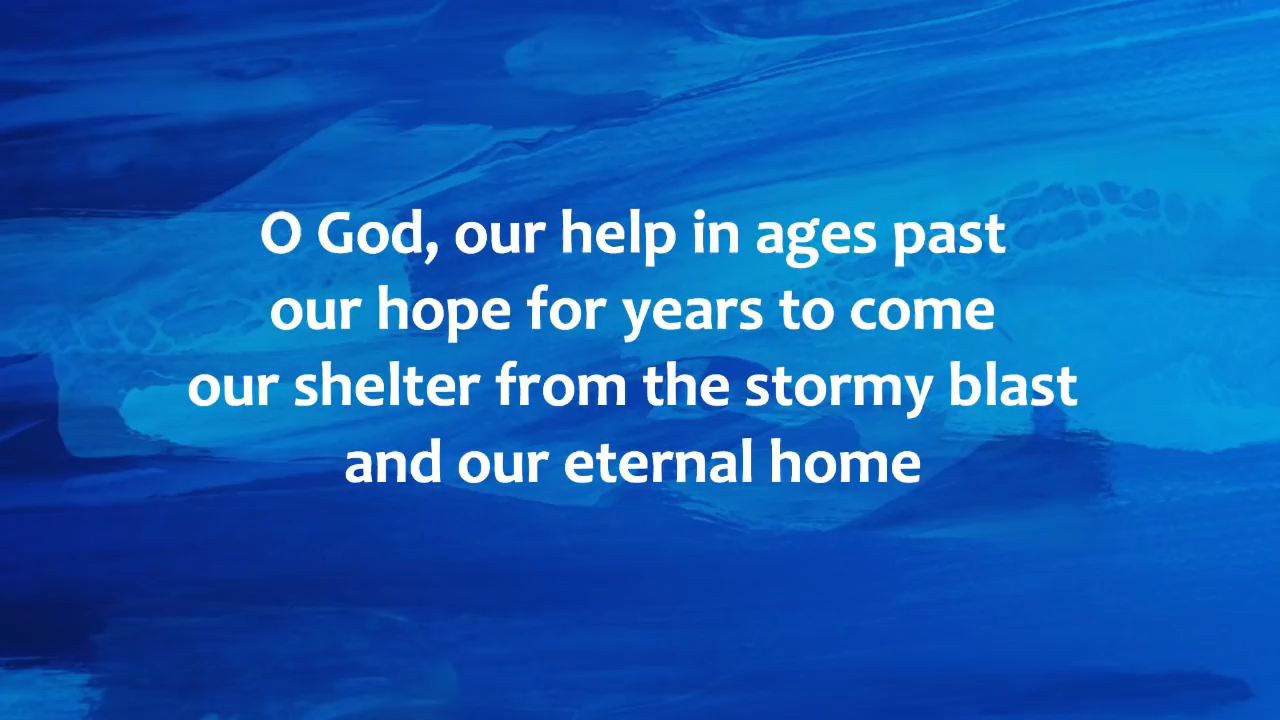 O God, our help in ages past
our hope for years to come
our shelter from the stormy blast
and our eternal home